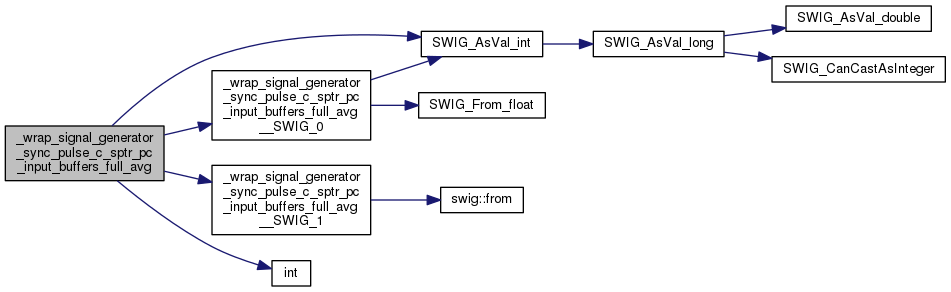 _wrap_signal_generator
_sync_pulse_c_sptr_pc
_input_buffers_full_avg
_wrap_signal_generator
_sync_pulse_c_sptr_pc
_input_buffers_full_avg
__SWIG_0
_wrap_signal_generator
_sync_pulse_c_sptr_pc
_input_buffers_full_avg
__SWIG_1
int
SWIG_AsVal_int
SWIG_From_float
swig::from
SWIG_AsVal_long
SWIG_AsVal_double
SWIG_CanCastAsInteger